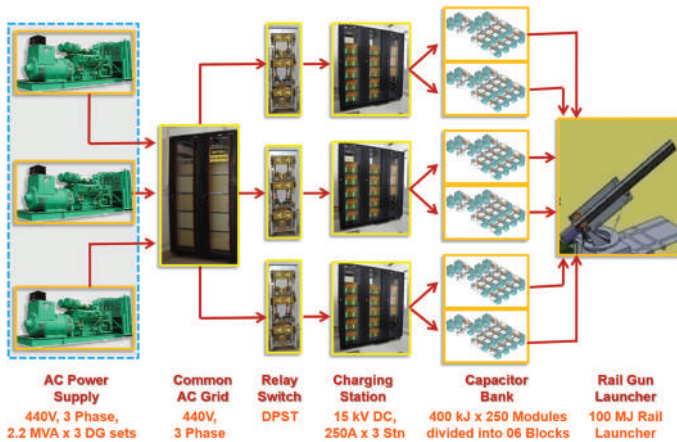 AC Power
Supply
440V, 3 Phase,
2.2 MVA x 3 DG sets
Common
AC Grid
440V,
3 Phase
Relay
Switch
DPST
Charging
Station
15 kV DC,
250A x 3 Stn
Capacitor
Bank
400 kJ x 250 Modules
divided into 06 Blocks
Rail Gun
Launcher
100 MJ Rail
Launcher